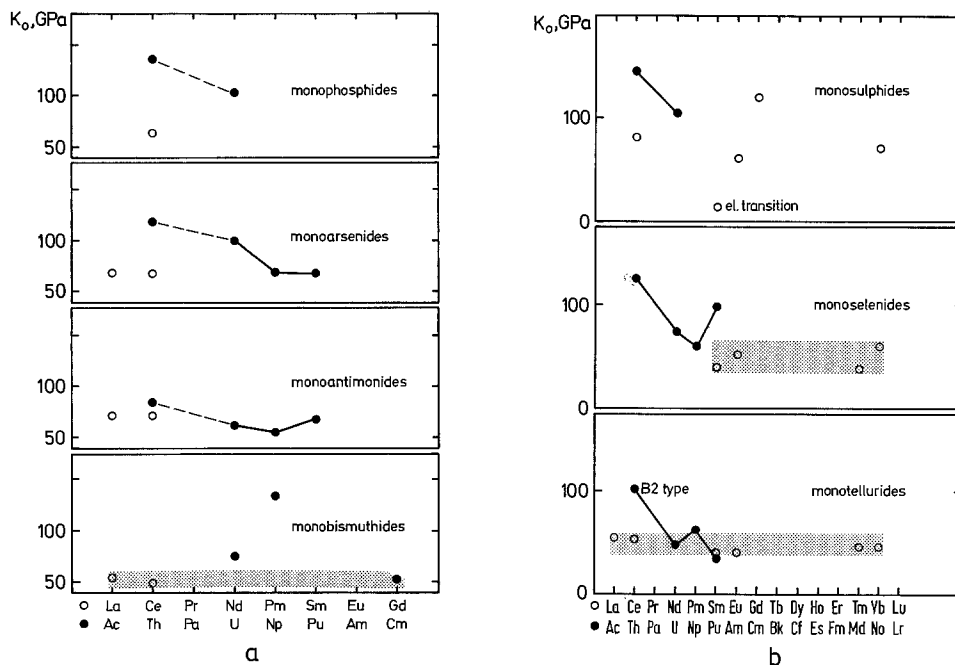 K₀,GPa
monophosphides
100
50
monoarsenides
100
50
monoantimonides
100
50
monobismuthides
100
50
La Ce Pr Nd Pm Sm Eu Gd
Ac Th Pa U Np Pu Am Cm
a
K₀,GPa
monosulphides
100
el. transition
0
monoselenides
100
0
B2 type
monotellurides
100
0
La Ce Pr Nd Pm Sm Eu Gd Tb Dy Ho Er Tm Yb Lu
Ac Th Pa U Np Pu Am Cm Bk Cf Es Fm Md No Lr
b